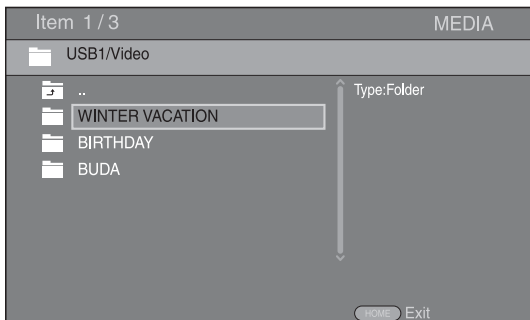 Item 1/3 MEDIA
USB1/Video
.. Type:Folder
WINTER VACATION
BIRTHDAY
BUDA
HOME Exit